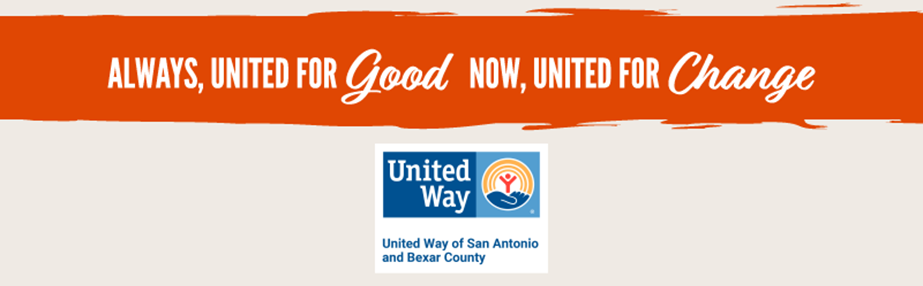 ALWAYS, UNITED FOR Good NOW, UNITED FOR Change
United
Way
®
United Way of San Antonio
and Bexar County